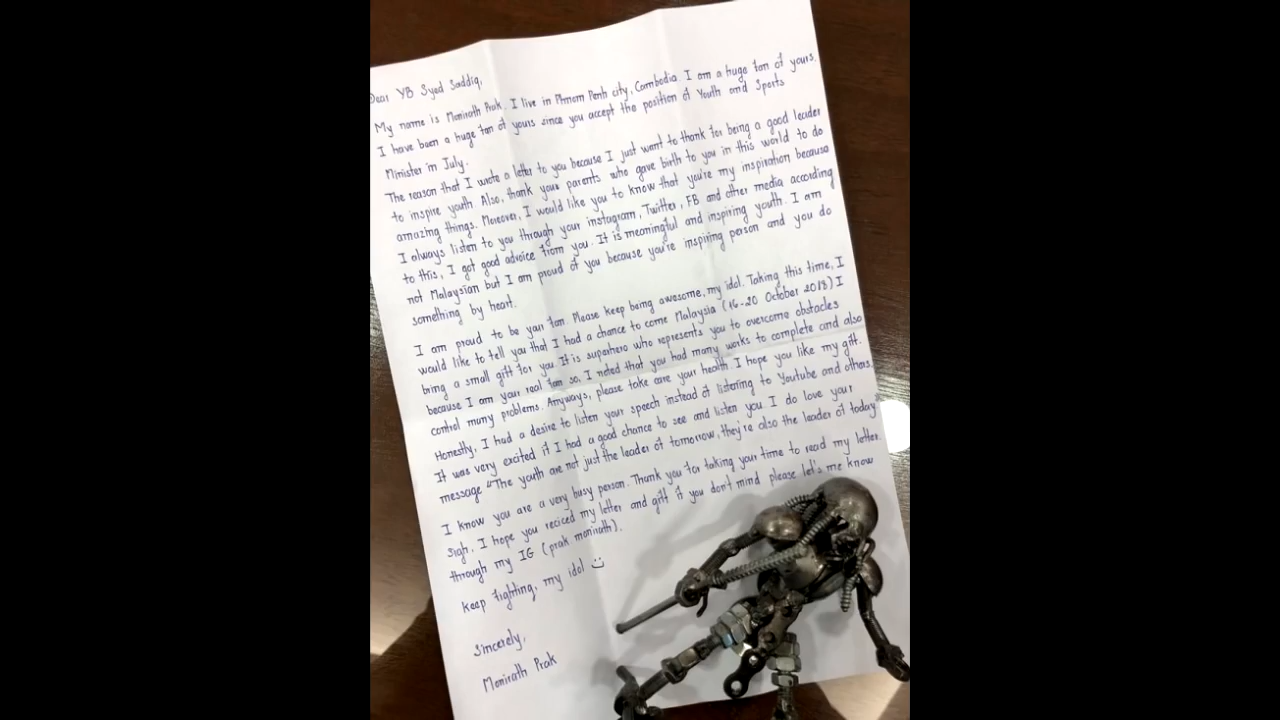 Dear YB Syed Saddiq,
My name is Monirath Prak. I live in Phnom Penh city, Cambodia. I am a huge fan of yours.
I have been a huge fan of yours since you accept the position of Youth and Sports
Minister in July.
The reason that I wrote a letter to you because I just want to thank for being a good leader
to inspire youth. Also, thank your parents who gave birth to you in this world to do
amazing things. Moreover, I would like you to know that you're my inspiration because
I always listen to you through your instagram, Twitter, FB and other media according
to this, I got good advoice from you. It is meaningful and inspiring youth. I am
not Malaysian but I am proud of you because you're inspiring person and you do
something by heart.
I am proud to be your fan. Please keep being awesome, my idol. Taking this time, I
would like to tell you that I had a chance to come Malaysia (16-20 October 2018) I
bring a small gift for you. It is superhero who represents you to overcome obstacles
because I am your real fan so, I noted that you had many works to complete and also
control many problems. Anyways, please take care your health. I hope you like my gift.
Honestly, I had a desire to listen your speech instead of listening to Youtube and others.
It was very excited if I had a good chance to see and listen you. I do love your
message "The youth are not just the leader of tomorrow, they're also the leader of today
I know you are a very busy person. Thank you for taking your time to read my letter.
Sigh, I hope you reciced my letter and gift if you don't mind please let's me know
through my IG (prak monirath).
Keep fighting, my idol :)
Sincerely,
Monirath Prak